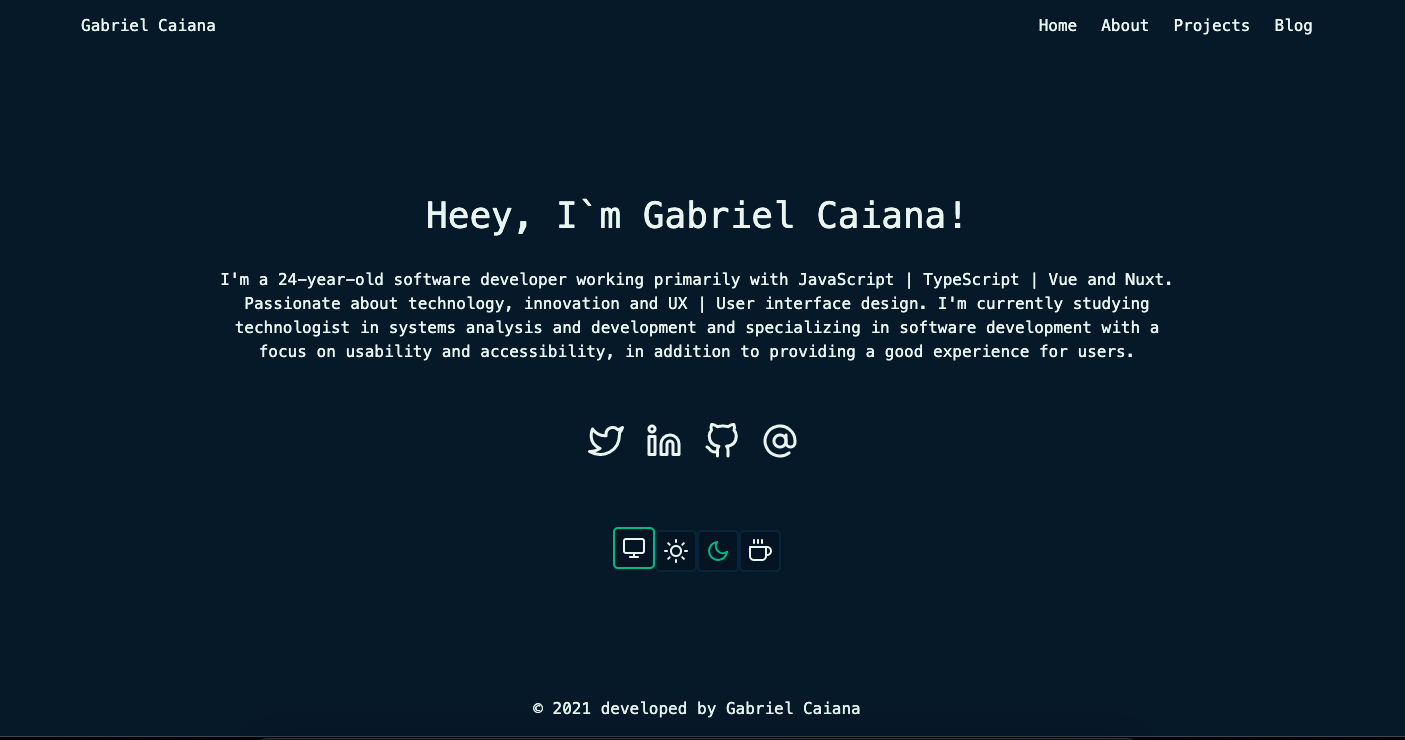 Gabriel Caiana
Home About Projects Blog
Heey, I`m Gabriel Caiana!
I'm a 24-year-old software developer working primarily with JavaScript | TypeScript | Vue and Nuxt.
Passionate about technology, innovation and UX | User interface design. I'm currently studying
technologist in systems analysis and development and specializing in software development with a
focus on usability and accessibility, in addition to providing a good experience for users.
© 2021 developed by Gabriel Caiana